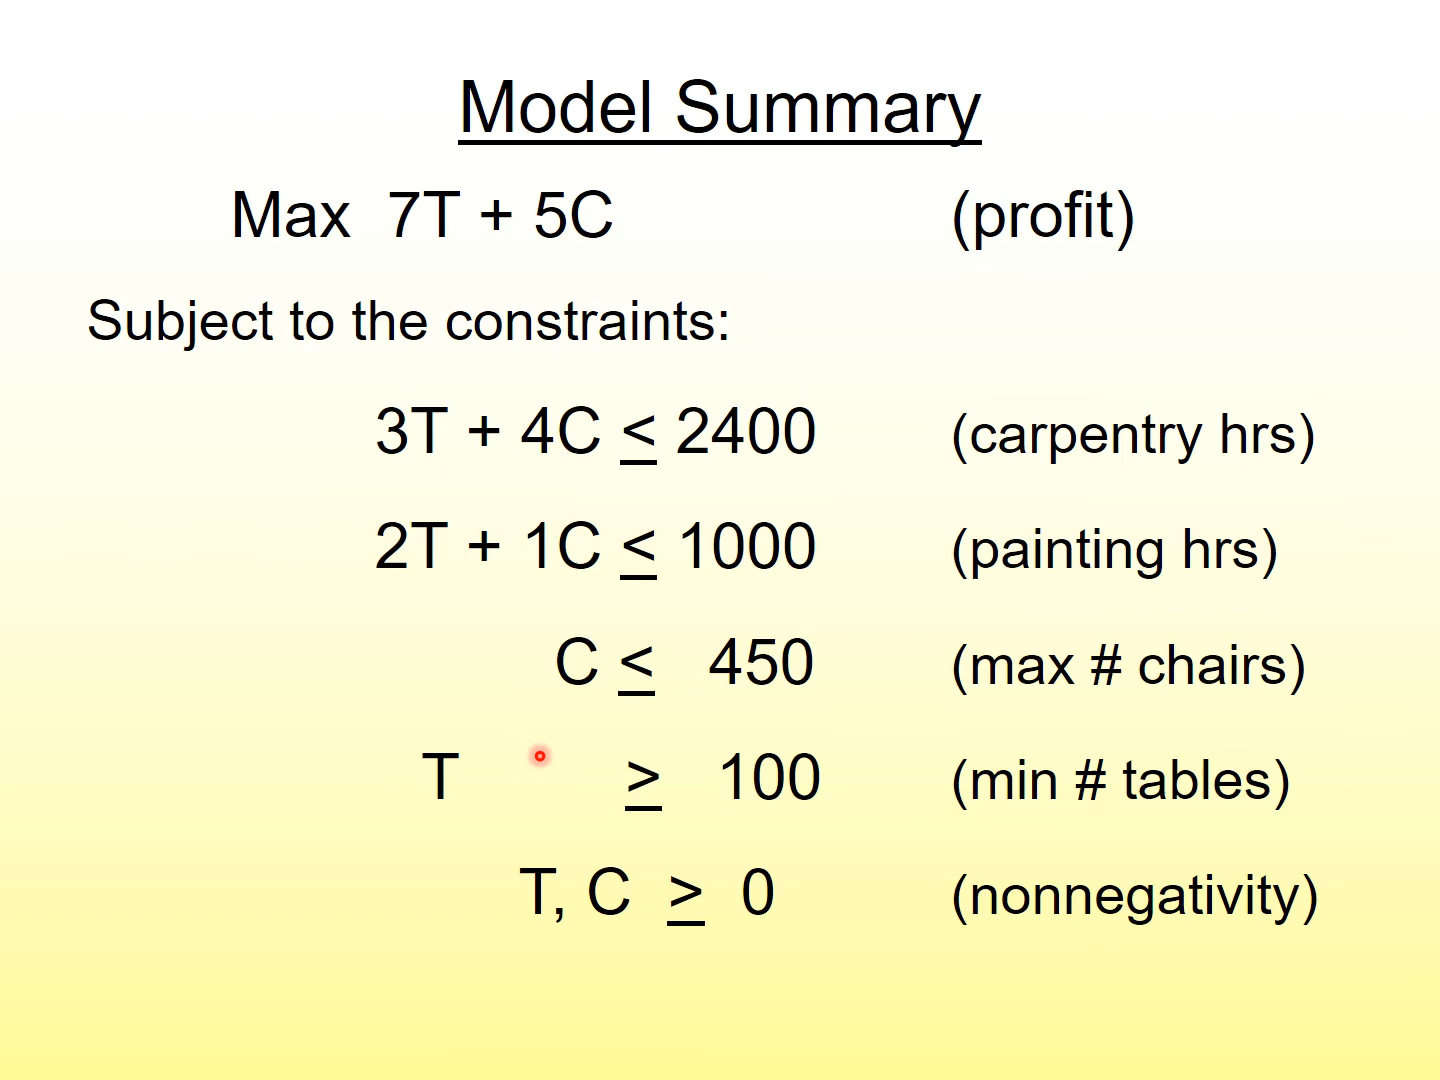 Model Summary
Max 7T + 5C (profit)
Subject to the constraints:
3T + 4C ≤ 2400 (carpentry hrs)
2T + 1C ≤ 1000 (painting hrs)
C ≤ 450 (max # chairs)
T ≥ 100 (min # tables)
T, C ≥ 0 (nonnegativity)